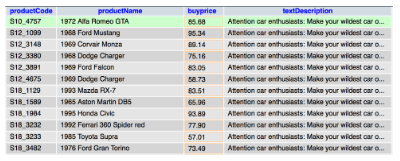 productCode productName buyprice textDescription
S10_4757 1972 Alfa Romeo GTA 85.68 Attention car enthusiasts: Make your wildest car o...
S12_1099 1968 Ford Mustang 95.34 Attention car enthusiasts: Make your wildest car o...
S12_3148 1969 Corvair Monza 89.14 Attention car enthusiasts: Make your wildest car o...
S12_3380 1968 Dodge Charger 75.16 Attention car enthusiasts: Make your wildest car o...
S12_3891 1969 Ford Falcon 83.05 Attention car enthusiasts: Make your wildest car o...
S12_4675 1969 Dodge Charger 58.73 Attention car enthusiasts: Make your wildest car o...
S18_1129 1993 Mazda RX-7 83.51 Attention car enthusiasts: Make your wildest car o...
S18_1589 1965 Aston Martin DB5 65.96 Attention car enthusiasts: Make your wildest car o...
S18_1984 1995 Honda Civic 93.89 Attention car enthusiasts: Make your wildest car o...
S18_3232 1992 Ferrari 360 Spider red 77.90 Attention car enthusiasts: Make your wildest car o...
S18_3233 1985 Toyota Supra 57.01 Attention car enthusiasts: Make your wildest car o...
S18_3482 1976 Ford Gran Torino 73.49 Attention car enthusiasts: Make your wildest car o...